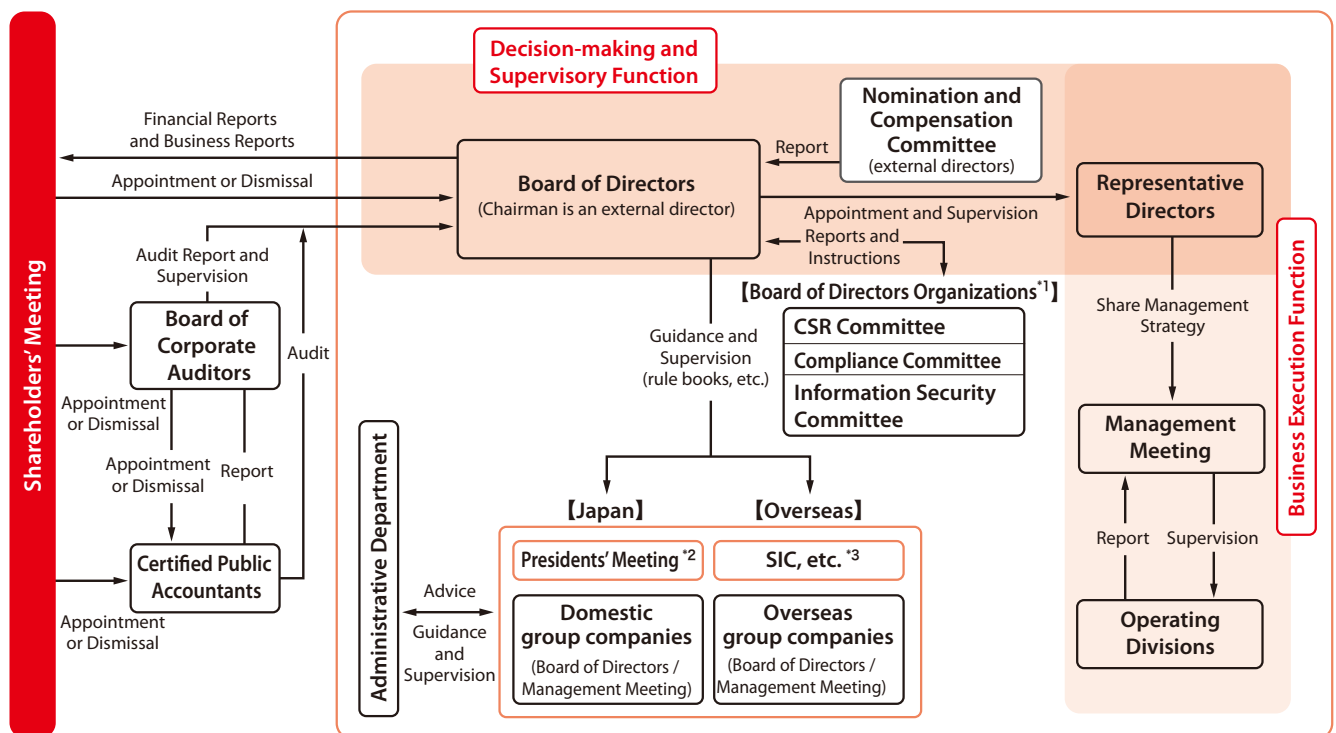 Shareholders' Meeting
Decision-making and
Supervisory Function
Financial Reports
and Business Reports
Appointment or Dismissal
Board of Directors
(Chairman is an external director)
Report
Nomination and
Compensation
Committee
(external directors)
Representative
Directors
Appointment and Supervision
Reports and
Instructions
Audit Report and
Supervision
Board of
Corporate
Auditors
Audit
Appointment
or Dismissal
Appointment
or Dismissal
Report
Certified Public
Accountants
Appointment
or Dismissal
Guidance and
Supervision
(rule books, etc.)
【Board of Directors Organizations*1】
CSR Committee
Compliance Committee
Information Security
Committee
Share Management
Strategy
Business Execution Function
Management
Meeting
Report
Supervision
Operating
Divisions
Administrative Department
Advice
Guidance
and
Supervision
【Japan】
【Overseas】
Presidents' Meeting *2
SIC, etc. *3
Domestic
group companies
(Board of Directors /
Management Meeting)
Overseas
group companies
(Board of Directors /
Management Meeting)